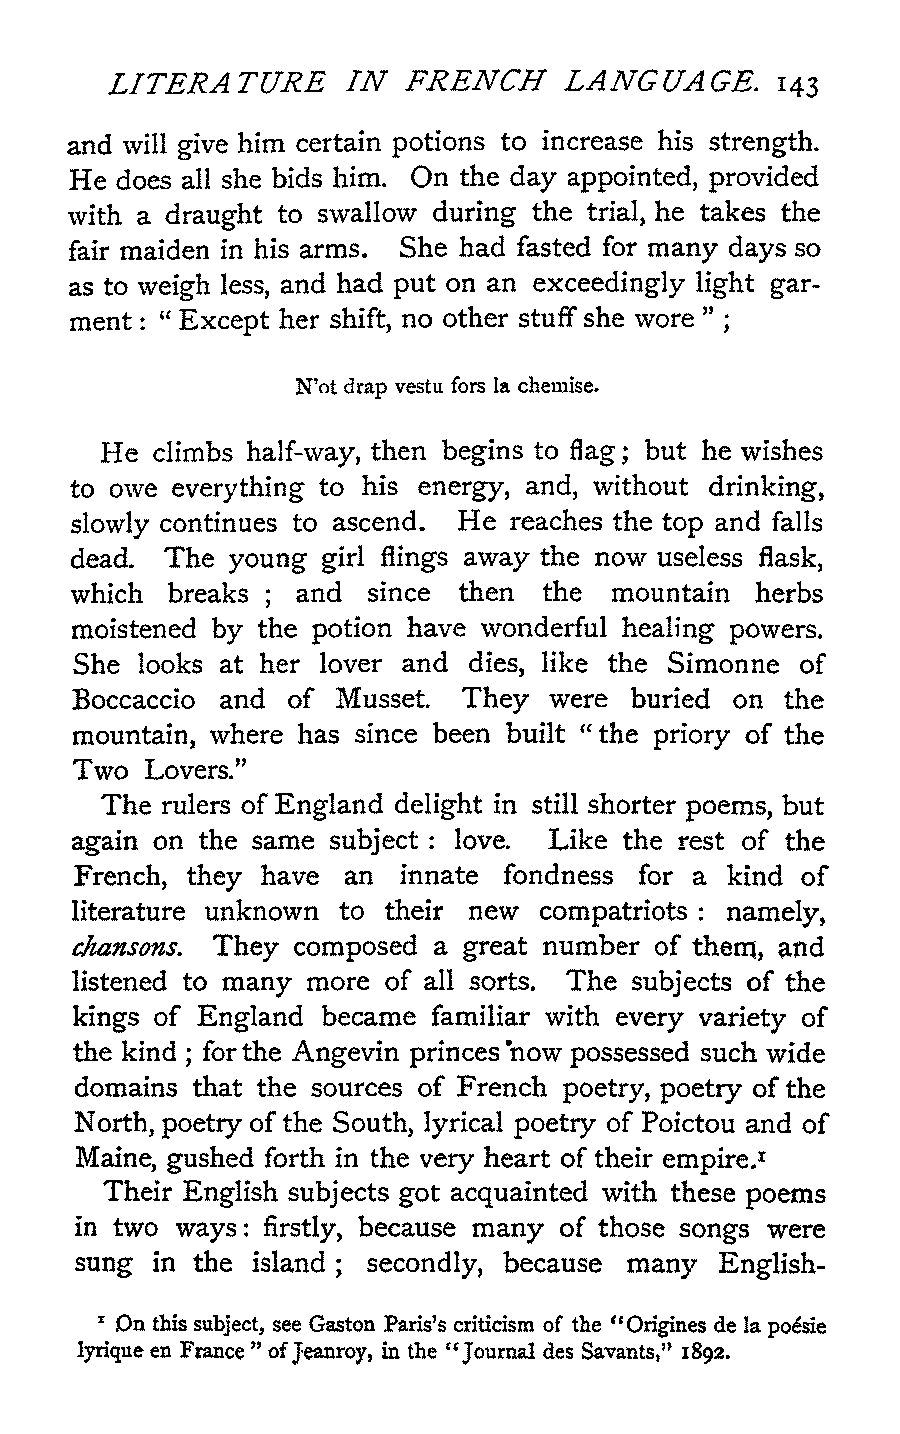 LITERATURE IN FRENCH LANGUAGE. 143
and will give him certain potions to increase his strength.
He does all she bids him. On the day appointed, provided
with a draught to swallow during the trial, he takes the
fair maiden in his arms. She had fasted for many days so
as to weigh less, and had put on an exceedingly light gar-
ment : “ Except her shift, no other stuff she wore ” ;
N’ot drap vestu fors la chemise.
He climbs half-way, then begins to flag ; but he wishes
to owe everything to his energy, and, without drinking,
slowly continues to ascend. He reaches the top and falls
dead. The young girl flings away the now useless flask,
which breaks ; and since then the mountain herbs
moistened by the potion have wonderful healing powers.
She looks at her lover and dies, like the Simonne of
Boccaccio and of Musset. They were buried on the
mountain, where has since been built “ the priory of the
Two Lovers.”
The rulers of England delight in still shorter poems, but
again on the same subject : love. Like the rest of the
French, they have an innate fondness for a kind of
literature unknown to their new compatriots : namely,
chansons. They composed a great number of them, and
listened to many more of all sorts. The subjects of the
kings of England became familiar with every variety of
the kind ; for the Angevin princes now possessed such wide
domains that the sources of French poetry, poetry of the
North, poetry of the South, lyrical poetry of Poictou and of
Maine, gushed forth in the very heart of their empire.¹
Their English subjects got acquainted with these poems
in two ways : firstly, because many of those songs were
sung in the island ; secondly, because many English-
¹ On this subject, see Gaston Paris’s criticism of the “Origines de la poésie
lyrique en France ” of Jeanroy, in the “Journal des Savants,” 1892.